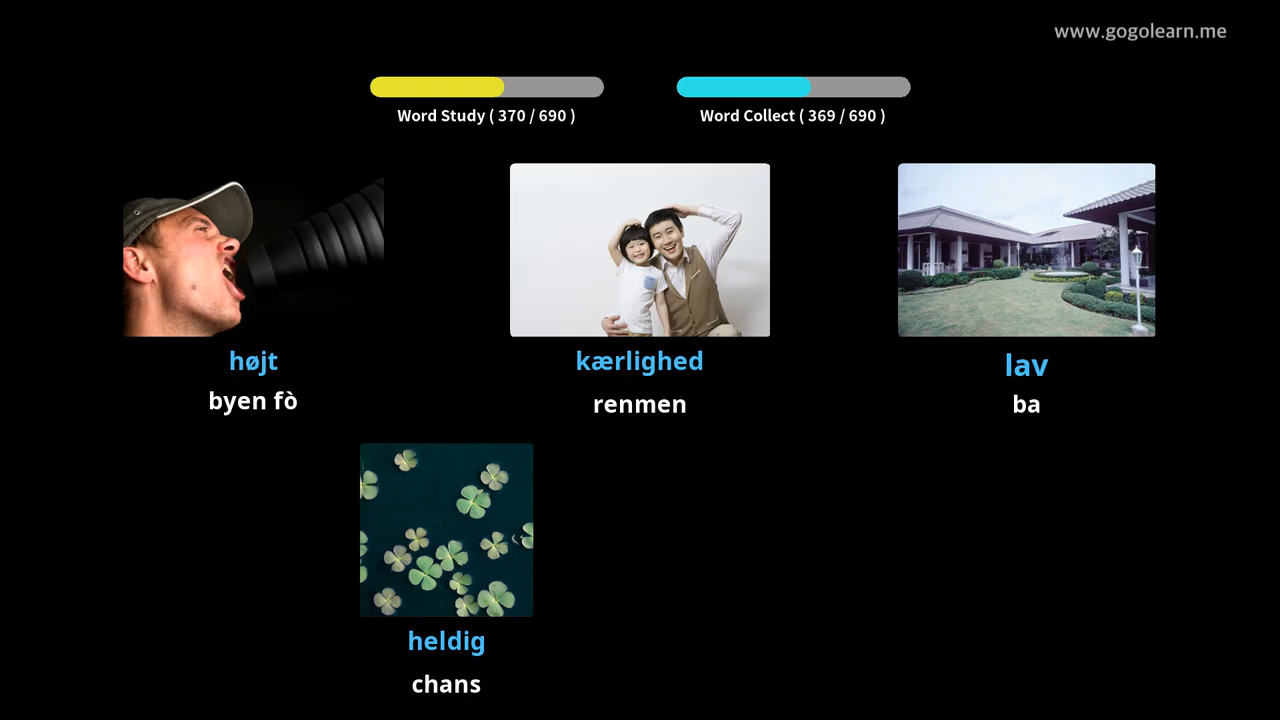 www.gogolearn.me
Word Study ( 370 / 690 )
Word Collect ( 369 / 690 )
højt
byen fò
kærlighed
renmen
lav
ba
heldig
chans